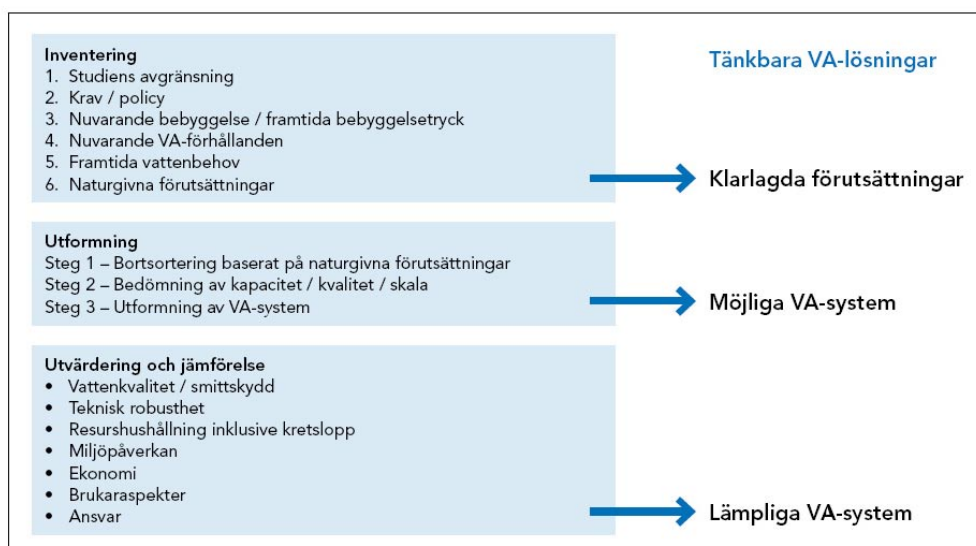 Inventering
1. Studiens avgränsning
2. Krav / policy
3. Nuvarande bebyggelse / framtida bebyggelsetryck
4. Nuvarande VA-förhållanden
5. Framtida vattenbehov
6. Naturgivna förutsättningar
Tänkbara VA-lösningar
Klarlagda förutsättningar
Utformning
Steg 1 – Bortsortering baserat på naturgivna förutsättningar
Steg 2 – Bedömning av kapacitet / kvalitet / skala
Steg 3 – Utformning av VA-system
Möjliga VA-system
Utvärdering och jämförelse
• Vattenkvalitet / smittskydd
• Teknisk robusthet
• Resurshushållning inklusive kretslopp
• Miljöpåverkan
• Ekonomi
• Brukaraspekter
• Ansvar
Lämpliga VA-system